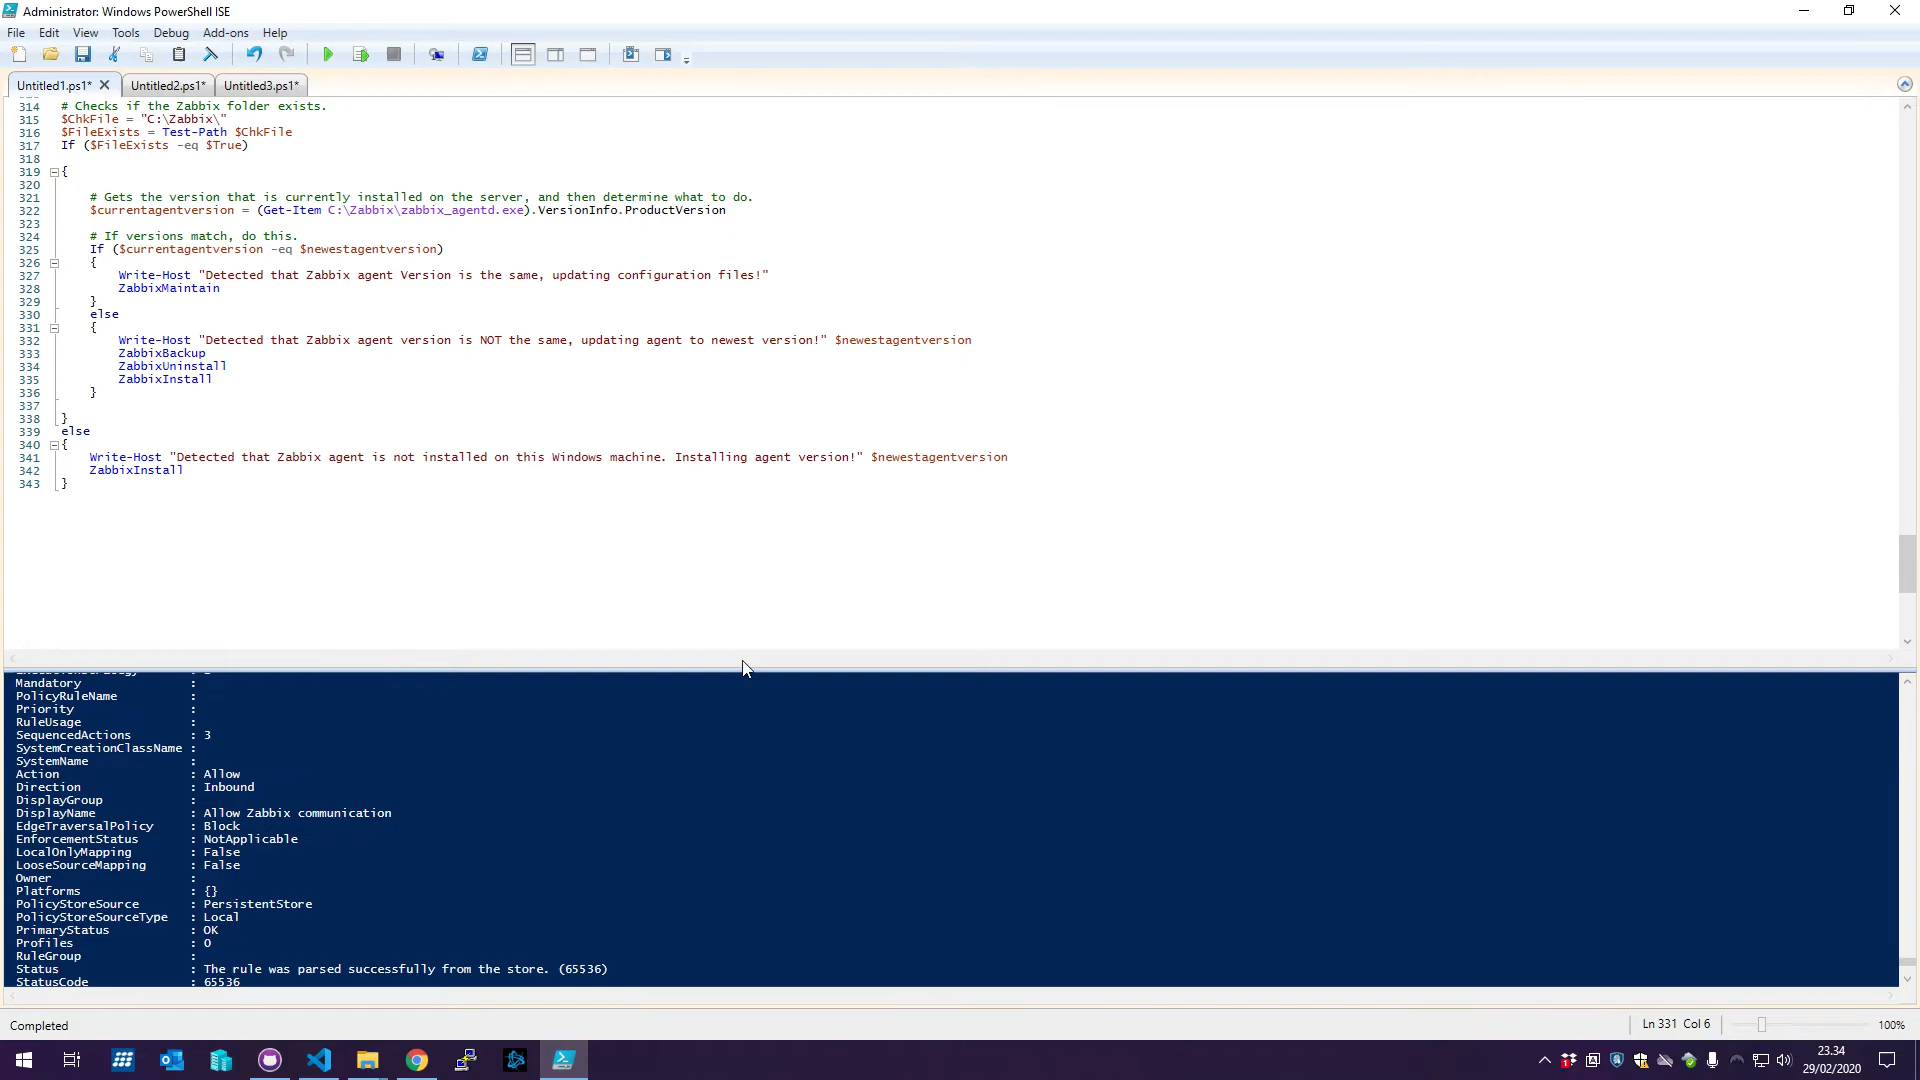 Administrator: Windows PowerShell ISE
File Edit View Tools Debug Add-ons Help
Untitled1.ps1* Untitled2.ps1* Untitled3.ps1*
314 # Checks if the Zabbix folder exists.
315 $ChkFile = "C:\Zabbix\"
316 $FileExists = Test-Path $ChkFile
317 If ($FileExists -eq $True)
318
319 {
320
321 # Gets the version that is currently installed on the server, and then determine what to do.
322 $currentagentversion = (Get-Item C:\Zabbix\zabbix_agentd.exe).VersionInfo.ProductVersion
323
324 # If versions match, do this.
325 If ($currentagentversion -eq $newestagentversion)
326 {
327 Write-Host "Detected that Zabbix agent Version is the same, updating configuration files!"
328 ZabbixMaintain
329 }
330 else
331 {
332 Write-Host "Detected that Zabbix agent version is NOT the same, updating agent to newest version!" $newestagentversion
333 ZabbixBackup
334 ZabbixUninstall
335 ZabbixInstall
336 }
337
338 }
339 else
340 {
341 Write-Host "Detected that Zabbix agent is not installed on this Windows machine. Installing agent version!" $newestagentversion
342 ZabbixInstall
343 }
Mandatory :
PolicyRuleName :
Priority :
RuleUsage :
SequencedActions : 3
SystemCreationClassName :
SystemName :
Action : Allow
Direction : Inbound
DisplayGroup :
DisplayName : Allow Zabbix communication
EdgeTraversalPolicy : Block
EnforcementStatus : NotApplicable
LocalOnlyMapping : False
LooseSourceMapping : False
Owner :
Platforms : {}
PolicyStoreSource : PersistentStore
PolicyStoreSourceType : Local
PrimaryStatus : OK
Profiles : 0
RuleGroup :
Status : The rule was parsed successfully from the store. (65536)
StatusCode : 65536
Completed
Ln 331 Col 6
100%
23.34
29/02/2020